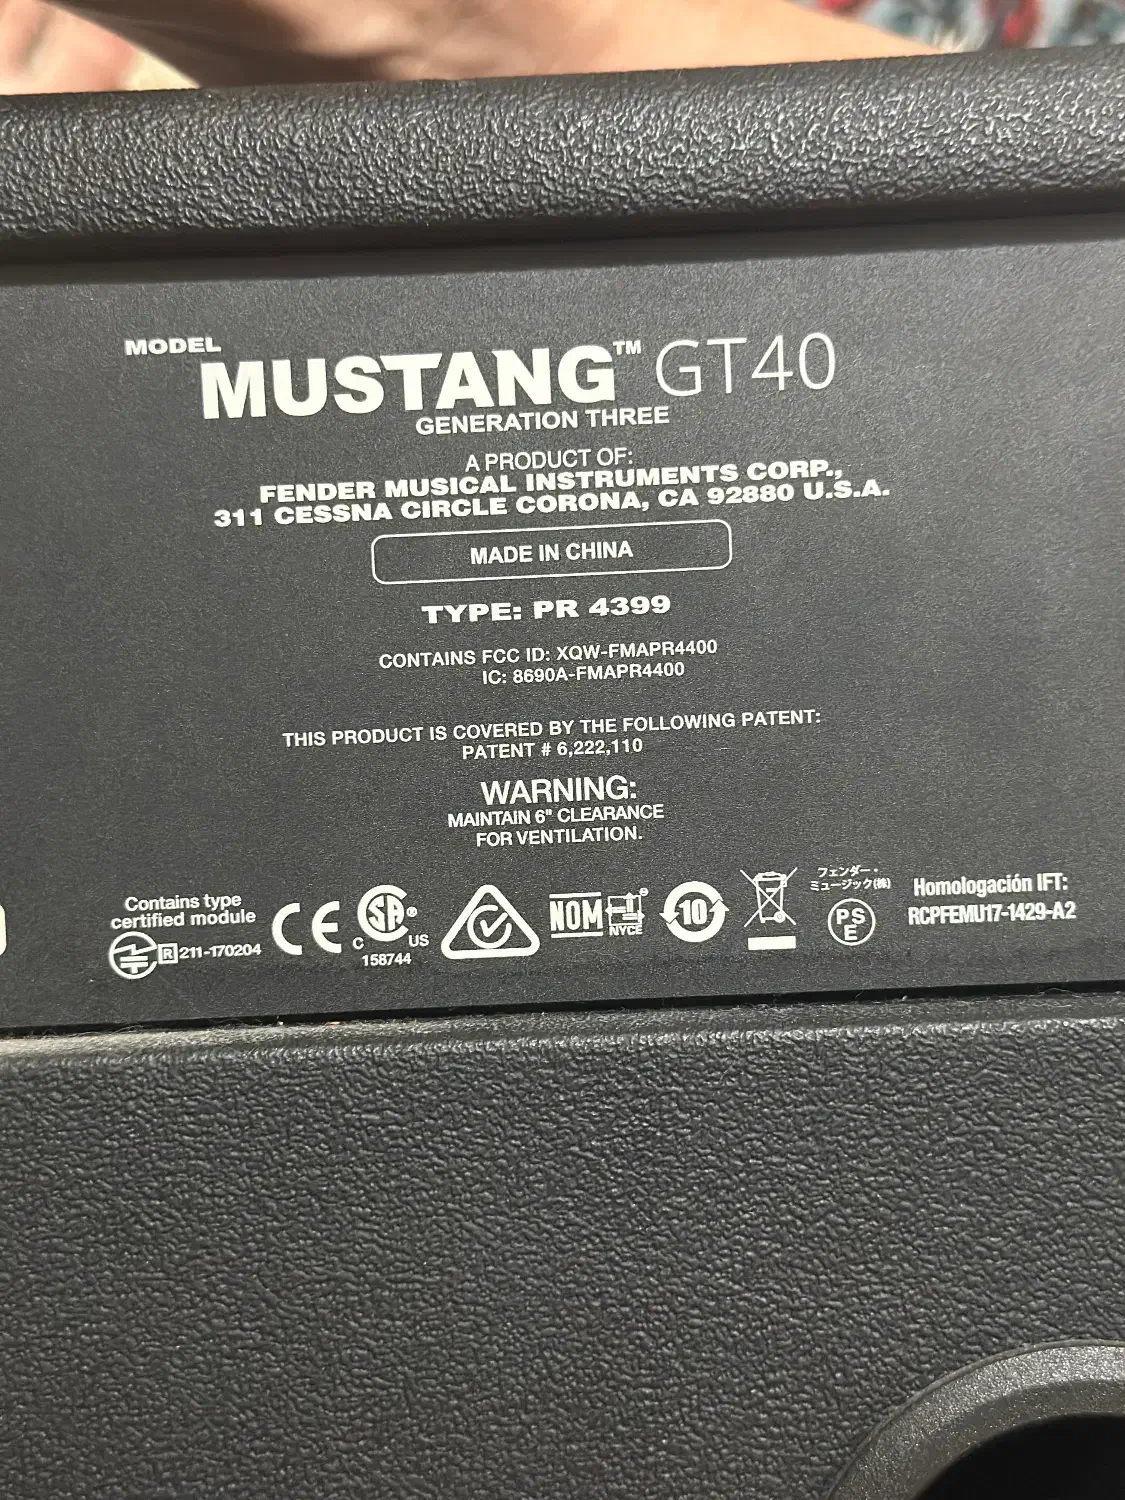 MODEL
MUSTANG™ GT40
GENERATION THREE
A PRODUCT OF:
FENDER MUSICAL INSTRUMENTS CORP.,
311 CESSNA CIRCLE CORONA, CA 92880 U.S.A.
MADE IN CHINA
TYPE: PR 4399
CONTAINS FCC ID: XQW-FMAPR4400
IC: 8690A-FMAPR4400
THIS PRODUCT IS COVERED BY THE FOLLOWING PATENT:
PATENT # 6,222,110
WARNING:
MAINTAIN 6" CLEARANCE
FOR VENTILATION.
Contains type
certified module
R 211-170204
CE
SA®
C US
158744
NOM
NYCE
10
フェンダー・
ミュージック(株)
PS
E
Homologación IFT:
RCPFEMU17-1429-A2